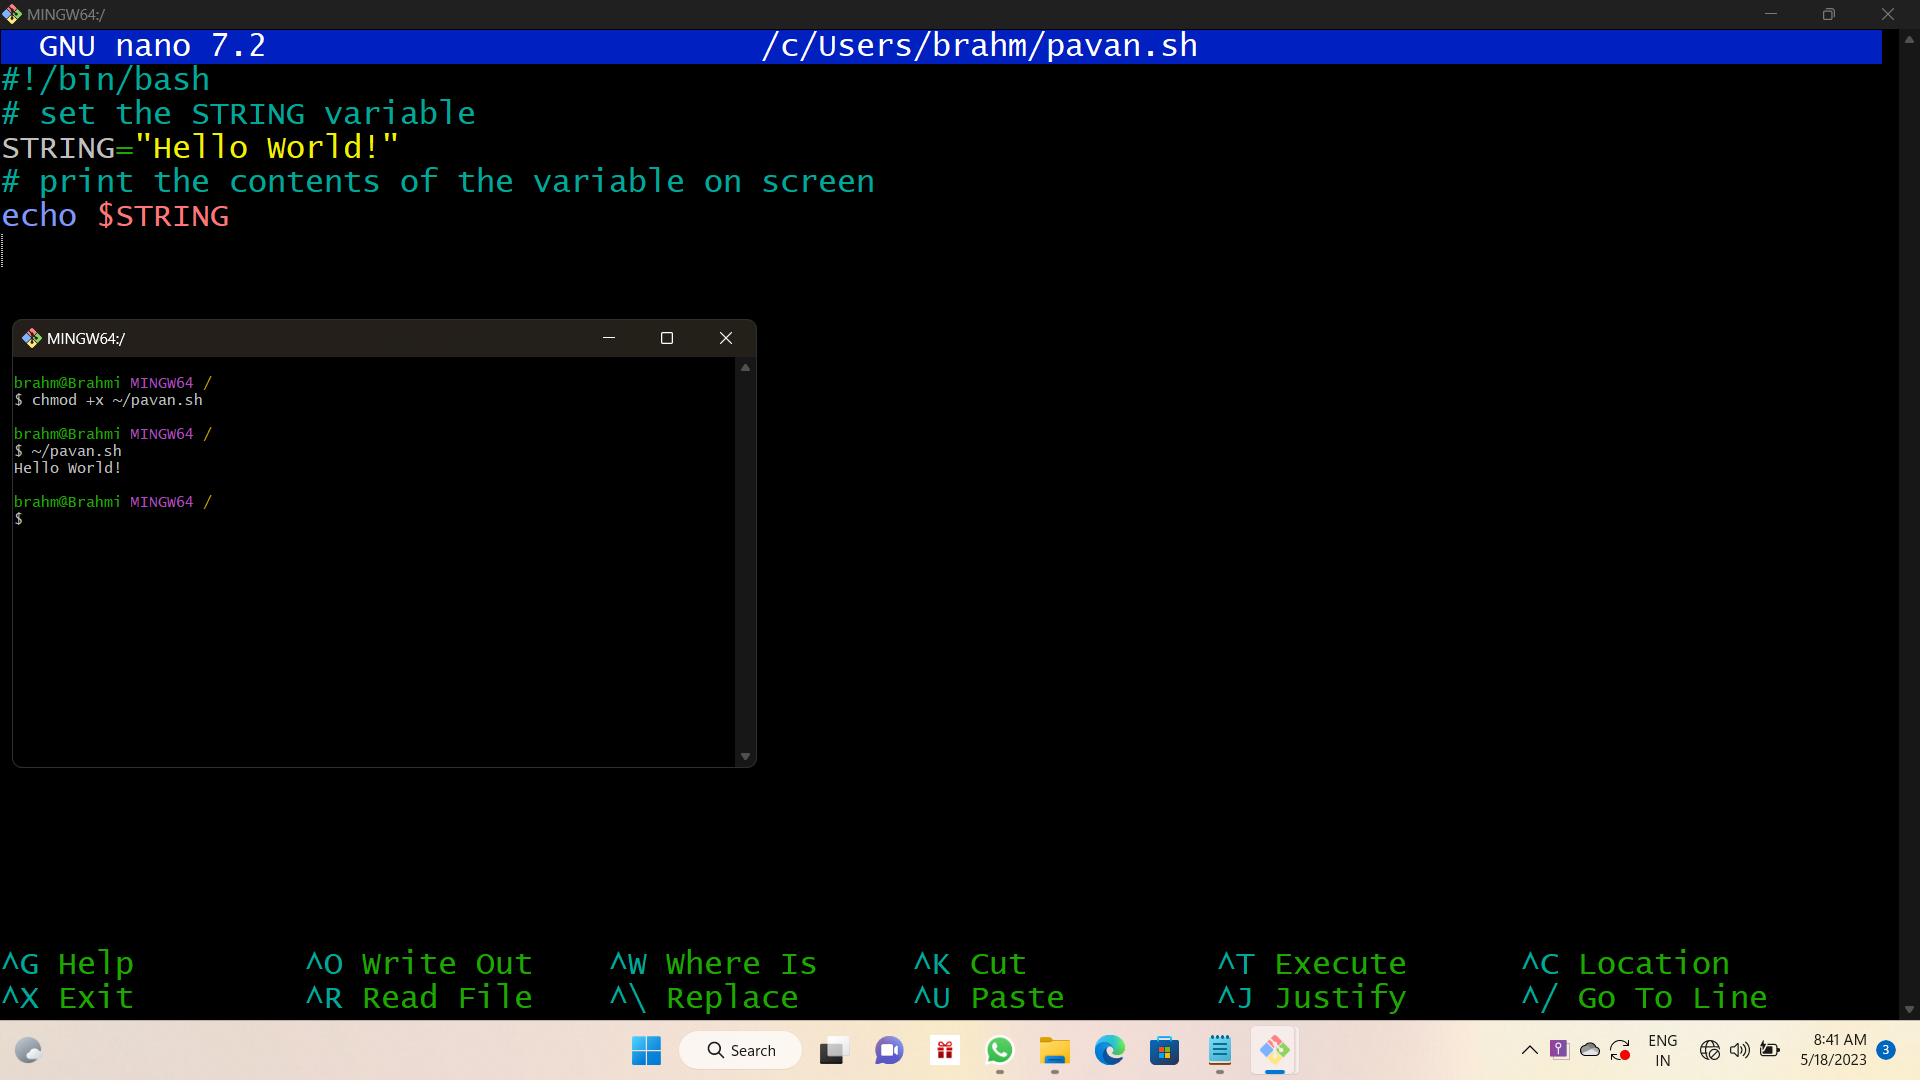 MINGW64:/
GNU nano 7.2 /c/Users/brahm/pavan.sh
#!/bin/bash
# set the STRING variable
STRING="Hello World!"
# print the contents of the variable on screen
echo $STRING
MINGW64:/
brahm@Brahmi MINGW64 /
$ chmod +x ~/pavan.sh
brahm@Brahmi MINGW64 /
$ ~/pavan.sh
Hello World!
brahm@Brahmi MINGW64 /
$
^G Help ^O Write Out ^W Where Is ^K Cut ^T Execute ^C Location
^X Exit ^R Read File ^\ Replace ^U Paste ^J Justify ^/ Go To Line
Search
ENG
IN
8:41 AM
5/18/2023
3